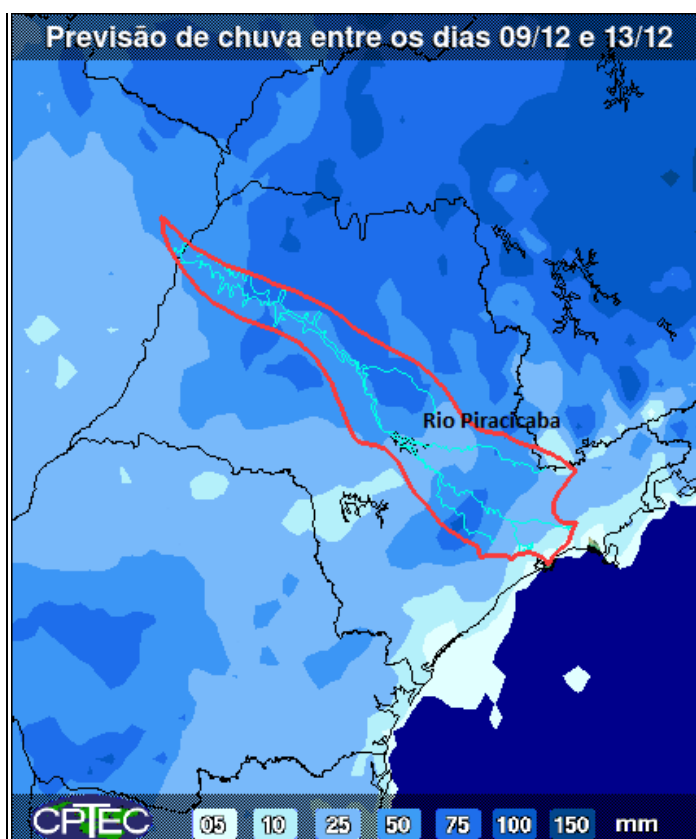 Previsão de chuva entre os dias 09/12 e 13/12
Rio Piracicaba
CPTEC 05 10 25 50 75 100 150 mm